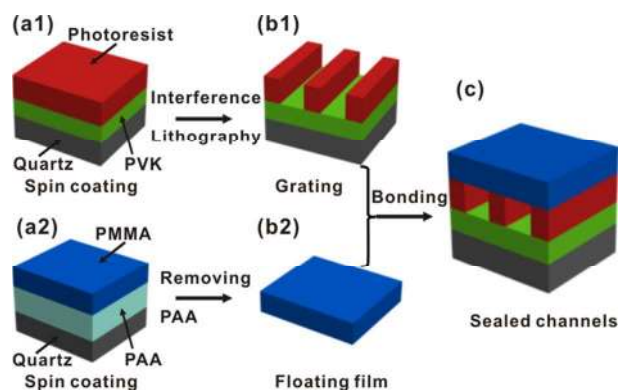 (a1)
Photoresist
Quartz
PVK
Spin coating
Interference
Lithography
(b1)
Grating
(a2)
PMMA
Quartz
PAA
Spin coating
Removing
PAA
(b2)
Floating film
Bonding
(c)
Sealed channels